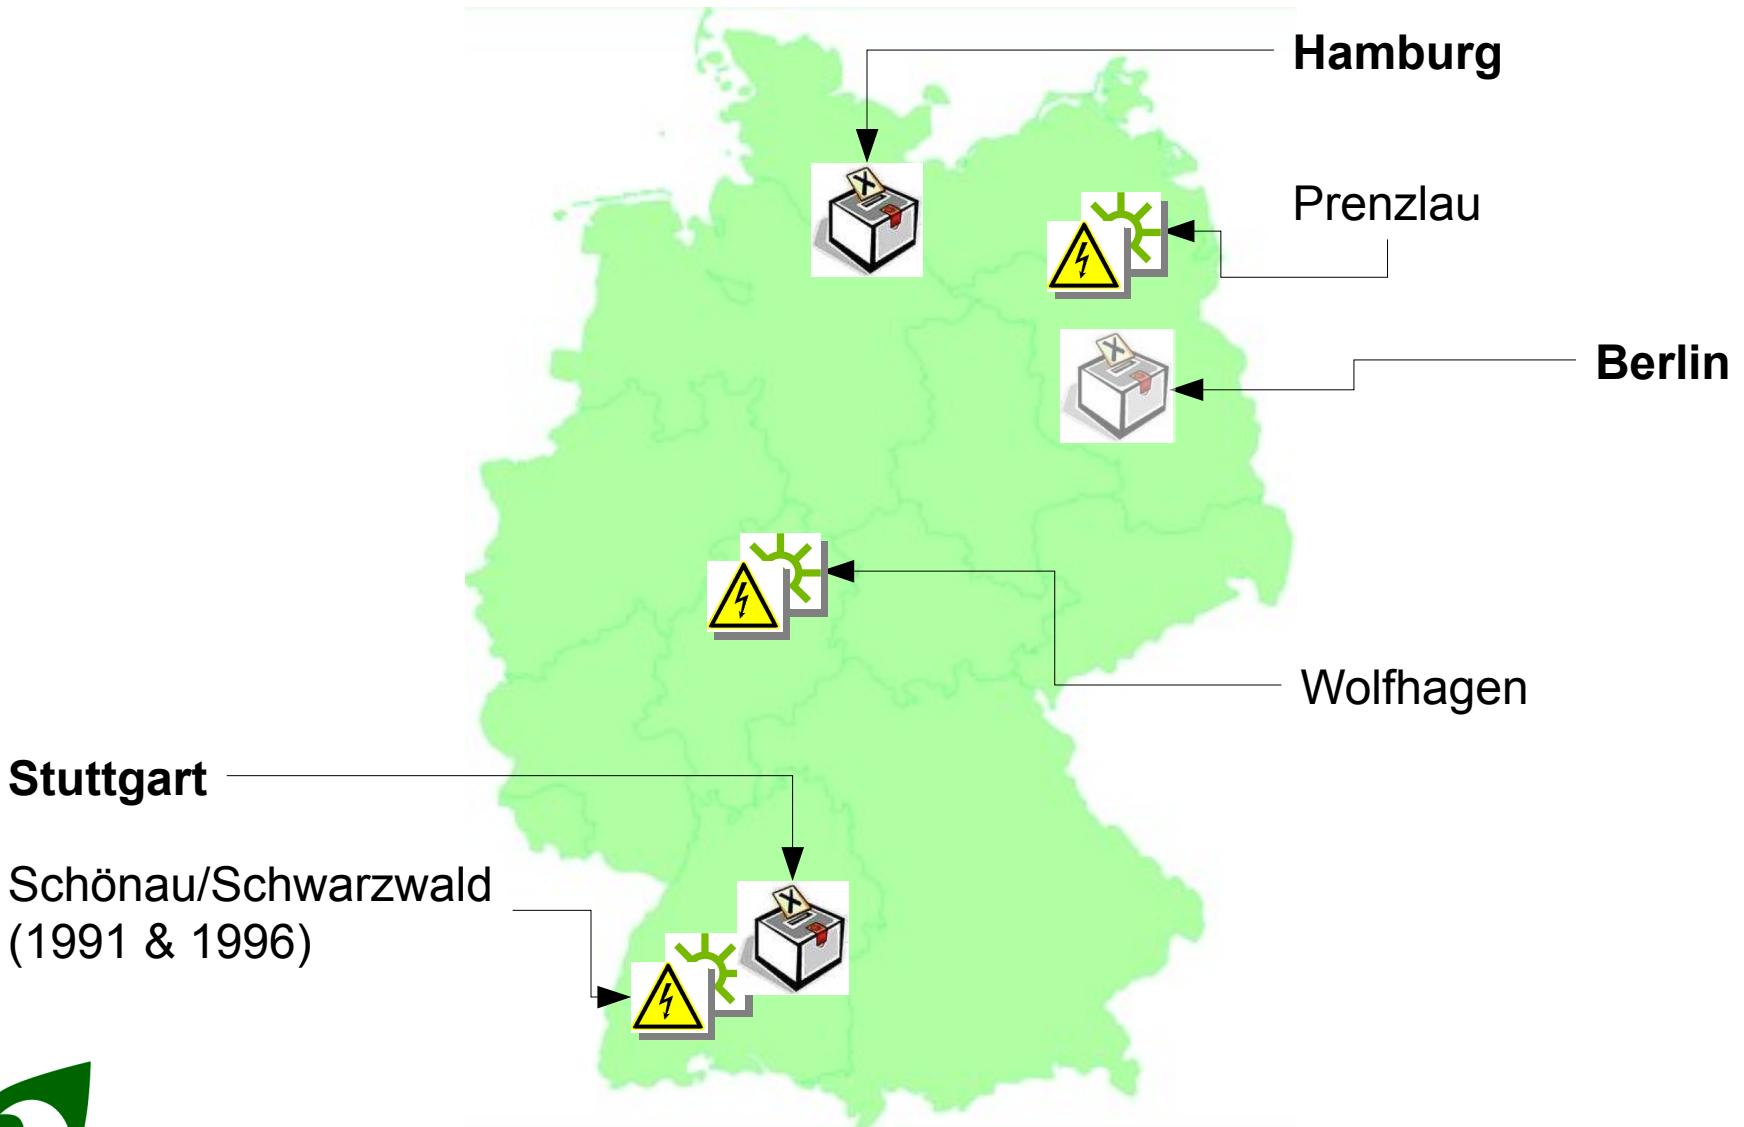 Hamburg
Prenzlau
Berlin
Wolfhagen
Stuttgart
Schönau/Schwarzwald
(1991 & 1996)